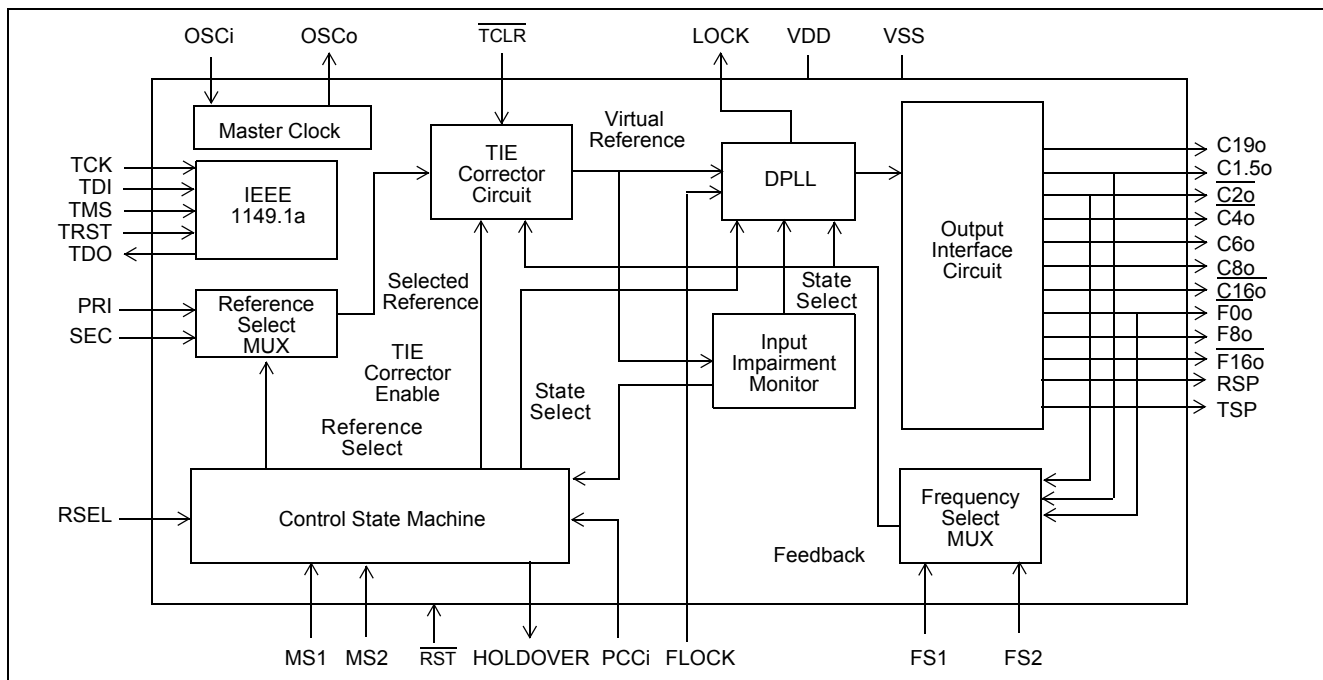 OSCi
OSCo
TCLR
LOCK
VDD
VSS
Master Clock
TIE
Corrector
Circuit
Virtual
Reference
DPLL
Output
Interface
Circuit
TCK
TDI
TMS
TRST
TDO
IEEE
1149.1a
C19o
C1.5o
C2o
C4o
C6o
C8o
C16o
F0o
F8o
F16o
RSP
TSP
PRI
SEC
Reference
Select
MUX
Selected
Reference
TIE
Corrector
Enable
Reference
Select
State
Select
State
Select
Input
Impairment
Monitor
RSEL
Control State Machine
Frequency
Select
MUX
Feedback
MS1
MS2
RST
HOLDOVER
PCCi
FLOCK
FS1
FS2